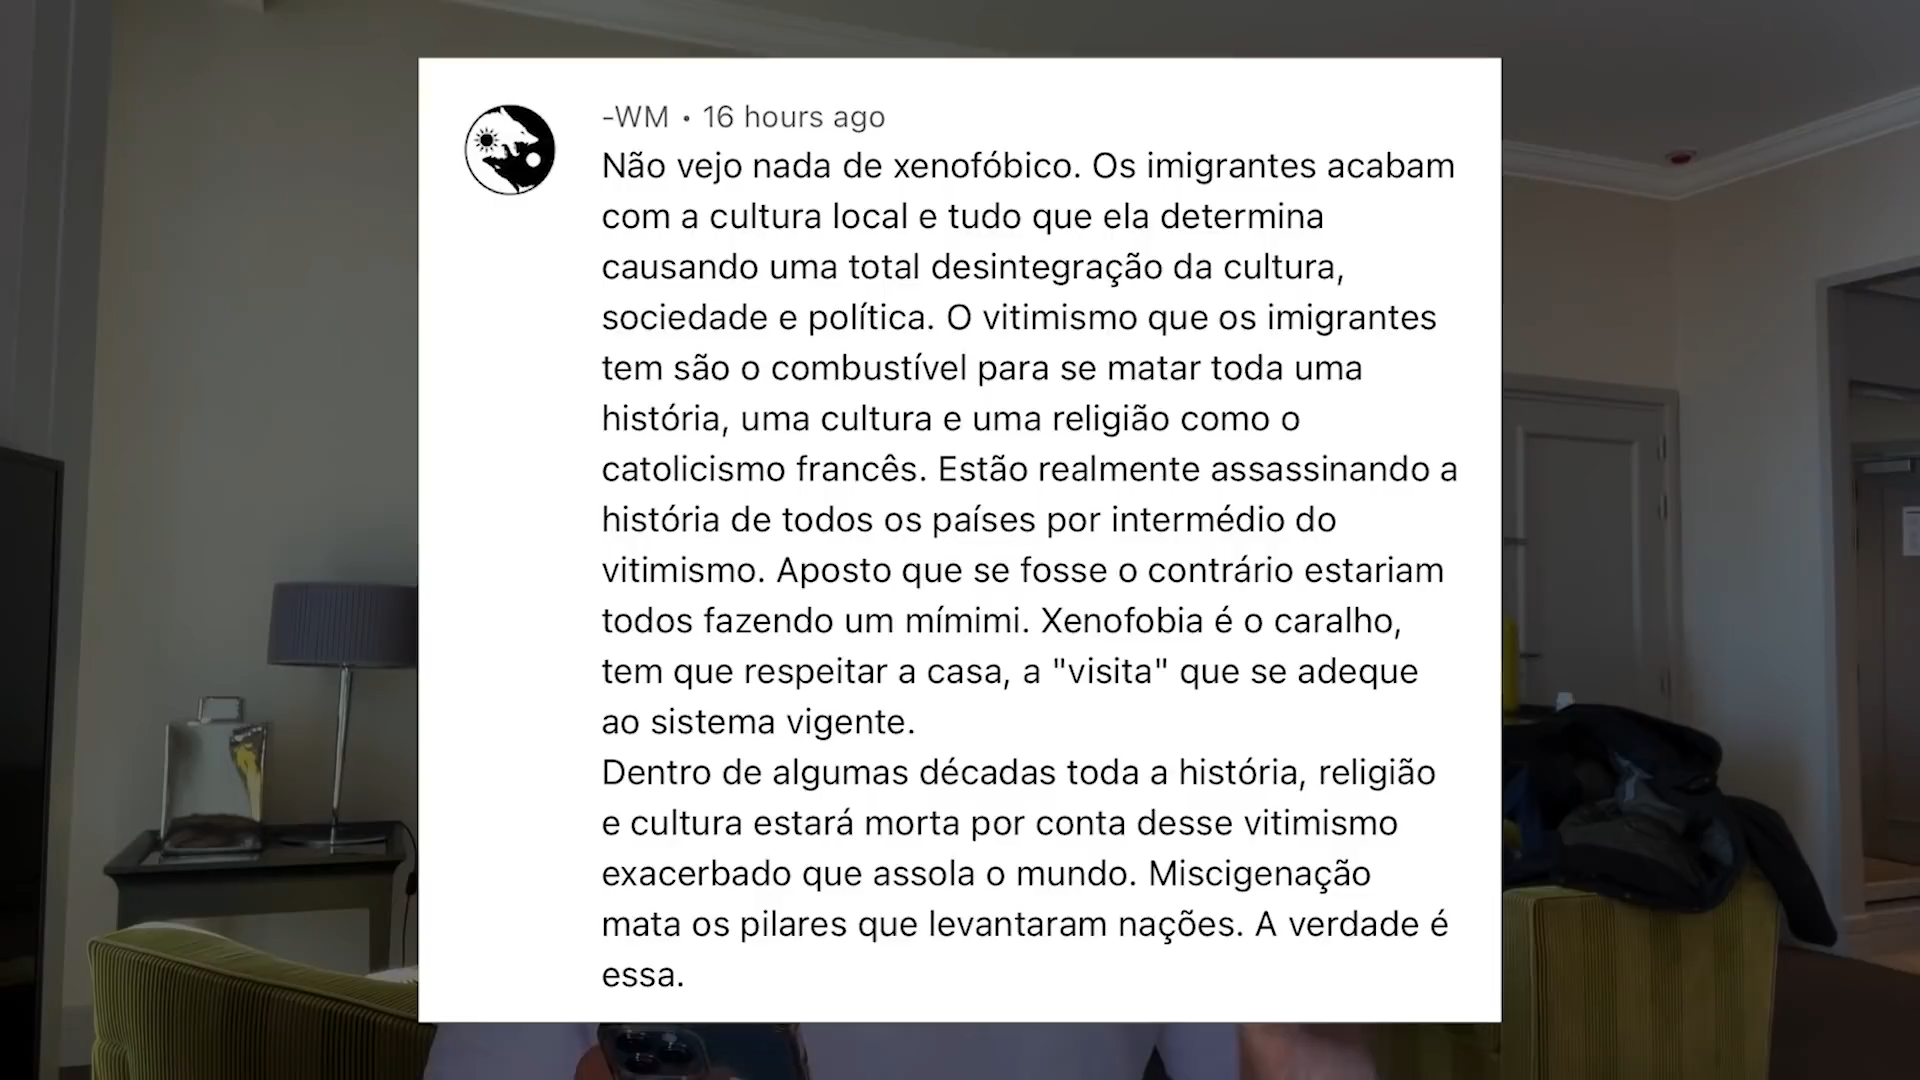 -WM • 16 hours ago
Não vejo nada de xenofóbico. Os imigrantes acabam
com a cultura local e tudo que ela determina
causando uma total desintegração da cultura,
sociedade e política. O vitimismo que os imigrantes
tem são o combustível para se matar toda uma
história, uma cultura e uma religião como o
catolicismo francês. Estão realmente assassinando a
história de todos os países por intermédio do
vitimismo. Aposto que se fosse o contrário estariam
todos fazendo um mímimi. Xenofobia é o caralho,
tem que respeitar a casa, a "visita" que se adeque
ao sistema vigente.
Dentro de algumas décadas toda a história, religião
e cultura estará morta por conta desse vitimismo
exacerbado que assola o mundo. Miscigenação
mata os pilares que levantaram nações. A verdade é
essa.